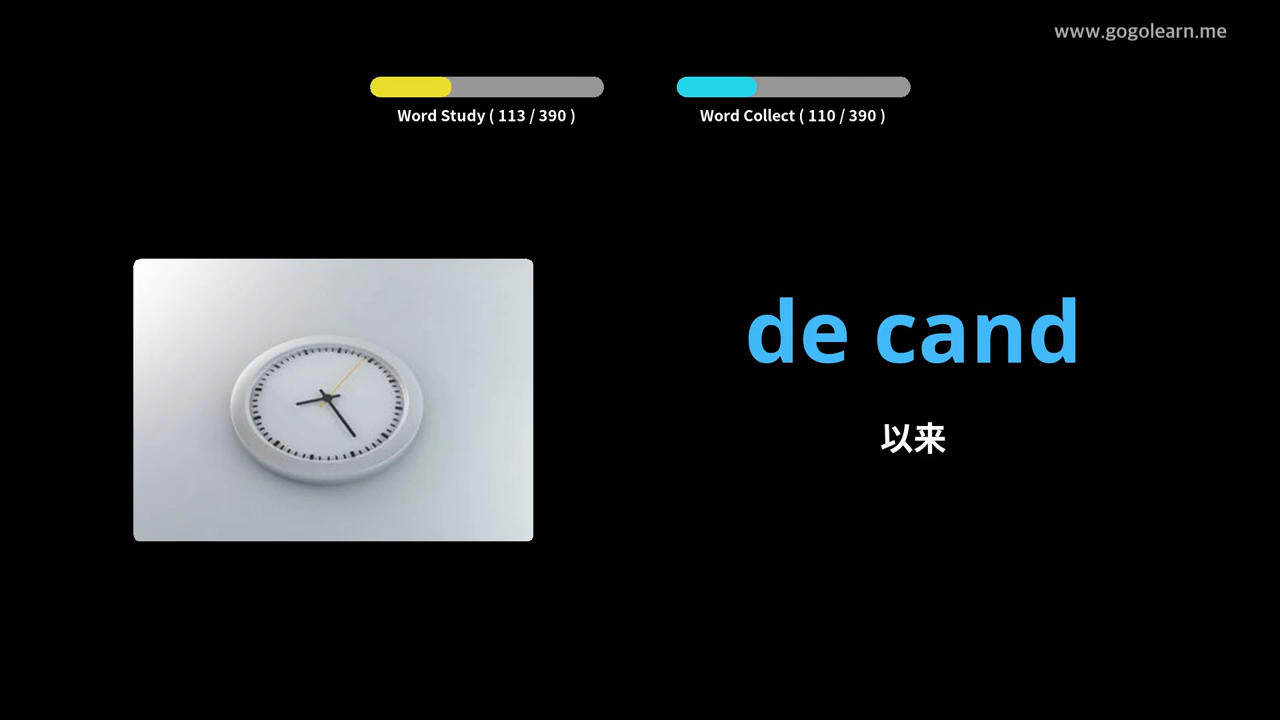 www.gogolearn.me
Word Study ( 113 / 390 )
Word Collect ( 110 / 390 )
de cand
以来